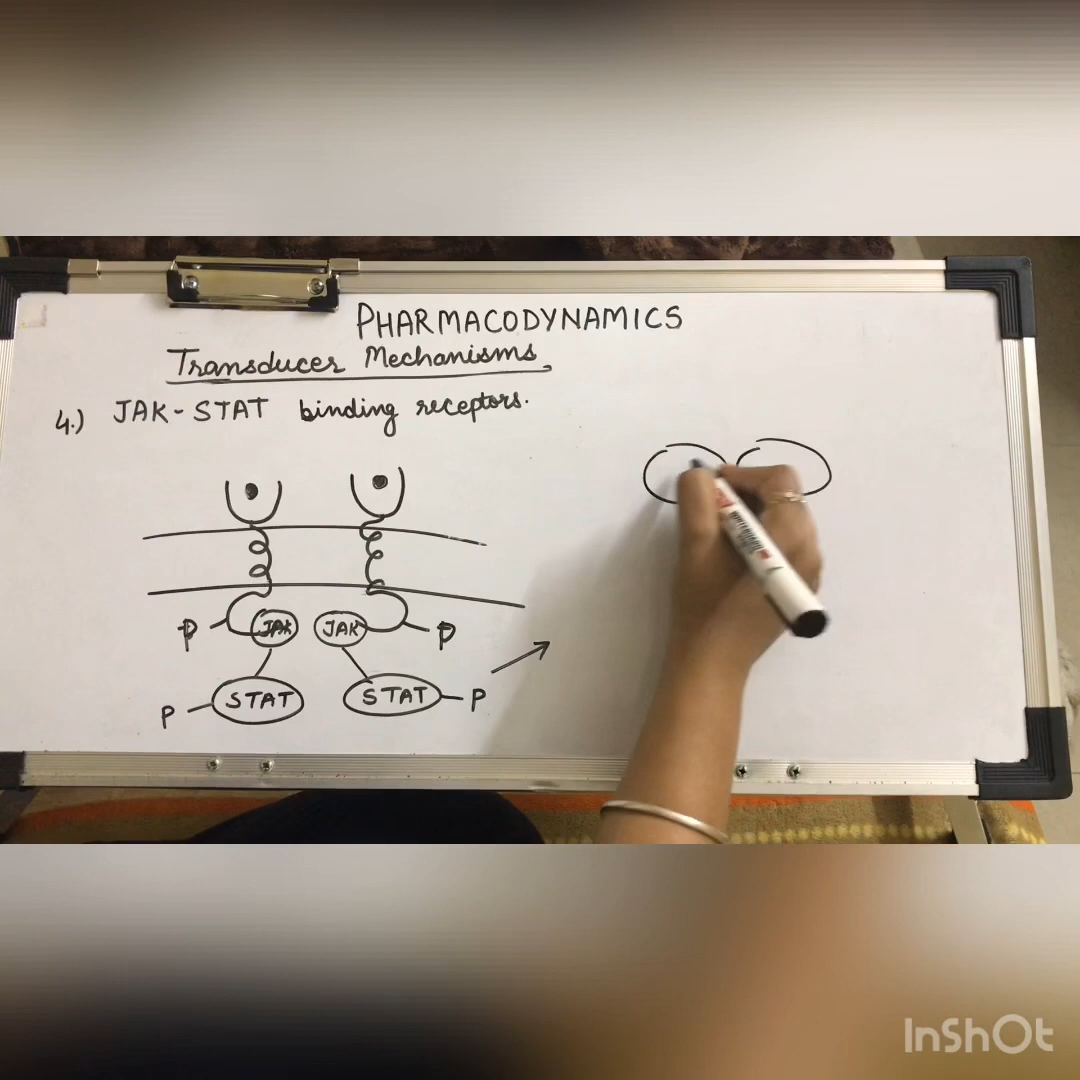 PHARMACODYNAMICS
Transducer Mechanisms
4.) JAK-STAT binding receptors.
P JAK JAK P
P STAT STAT P
InShOt